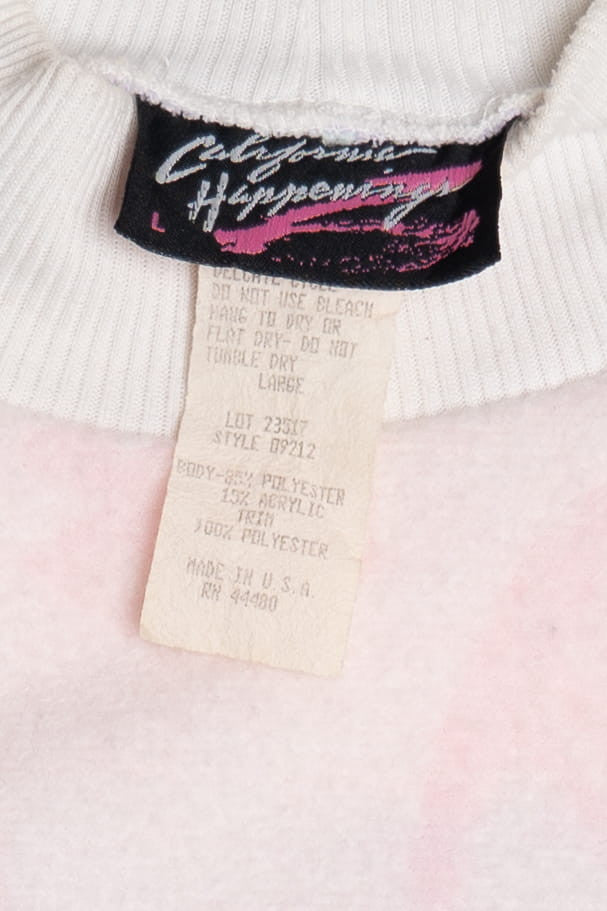 California
Happenings
L
DELICATE CYCLE
DO NOT USE BLEACH
HANG TO DRY OR
FLAT DRY- DO NOT
TUMBLE DRY
LARGE
LOT 23517
STYLE 09212
BODY-85% POLYESTER
15% ACRYLIC
TRIM
100% POLYESTER
MADE IN U.S.A.
RN 44480